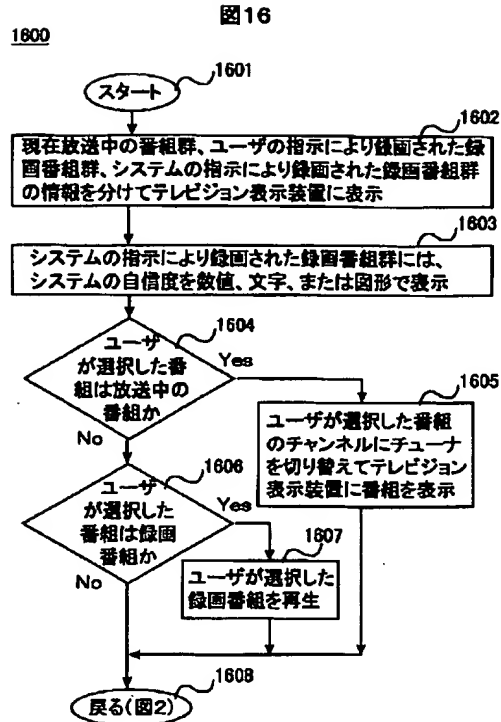 図16
1600
1601
スタート
1602
現在放送中の番組群、ユーザの指示により録画された録
画番組群、システムの指示により録画された録画番組群
の情報を分けてテレビジョン表示装置に表示
1603
システムの指示により録画された録画番組群には、
システムの自信度を数値、文字、または図形で表示
1604
ユーザ
が選択した番
組は放送中の
番組か
Yes
No
1605
ユーザが選択した番組
のチャンネルにチューナ
を切り替えてテレビジョン
表示装置に番組を表示
1606
ユーザ
が選択した
番組は録画
番組か
Yes
No
1607
ユーザが選択した
録画番組を再生
1608
戻る(図2)